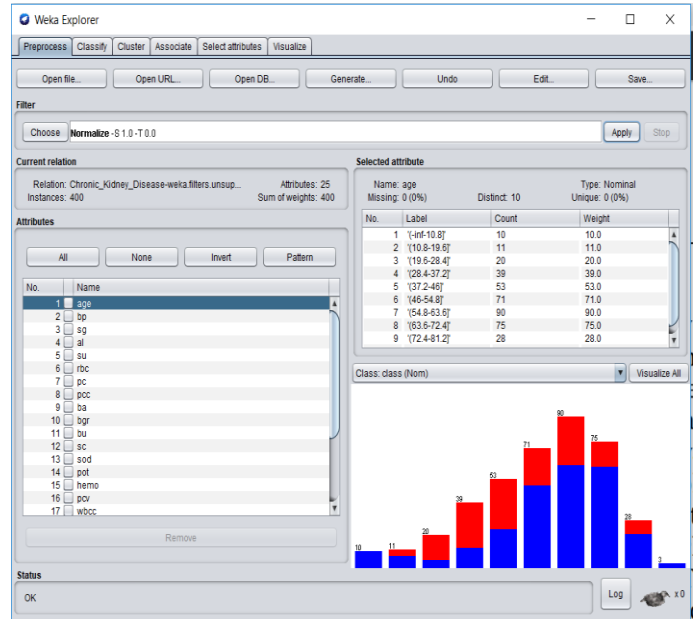 Weka Explorer
Preprocess Classify Cluster Associate Select attributes Visualize
Open file... Open URL... Open DB... Generate... Undo Edit... Save...
Filter
Choose Normalize -S 1.0 -T 0.0 Apply Stop
Current relation
Relation: Chronic_Kidney_Disease-weka.filters.unsup... Attributes: 25
Instances: 400 Sum of weights: 400
Attributes
All None Invert Pattern
No. Name
1 age
2 bp
3 sg
4 al
5 su
6 rbc
7 pc
8 pcc
9 ba
10 bgr
11 bu
12 sc
13 sod
14 pot
15 hemo
16 pcv
17 wbcc
Remove
Selected attribute
Name: age Type: Nominal
Missing: 0 (0%) Distinct: 10 Unique: 0 (0%)
No. Label Count Weight
1 '(-inf-10.8]' 10 10.0
2 '(10.8-19.6]' 11 11.0
3 '(19.6-28.4]' 20 20.0
4 '(28.4-37.2]' 39 39.0
5 '(37.2-46]' 53 53.0
6 '(46-54.8]' 71 71.0
7 '(54.8-63.6]' 90 90.0
8 '(63.6-72.4]' 75 75.0
9 '(72.4-81.2]' 28 28.0
Class: class (Nom) Visualize All
10 11 20 39 53 71 90 75 28 3
Status
OK Log x 0